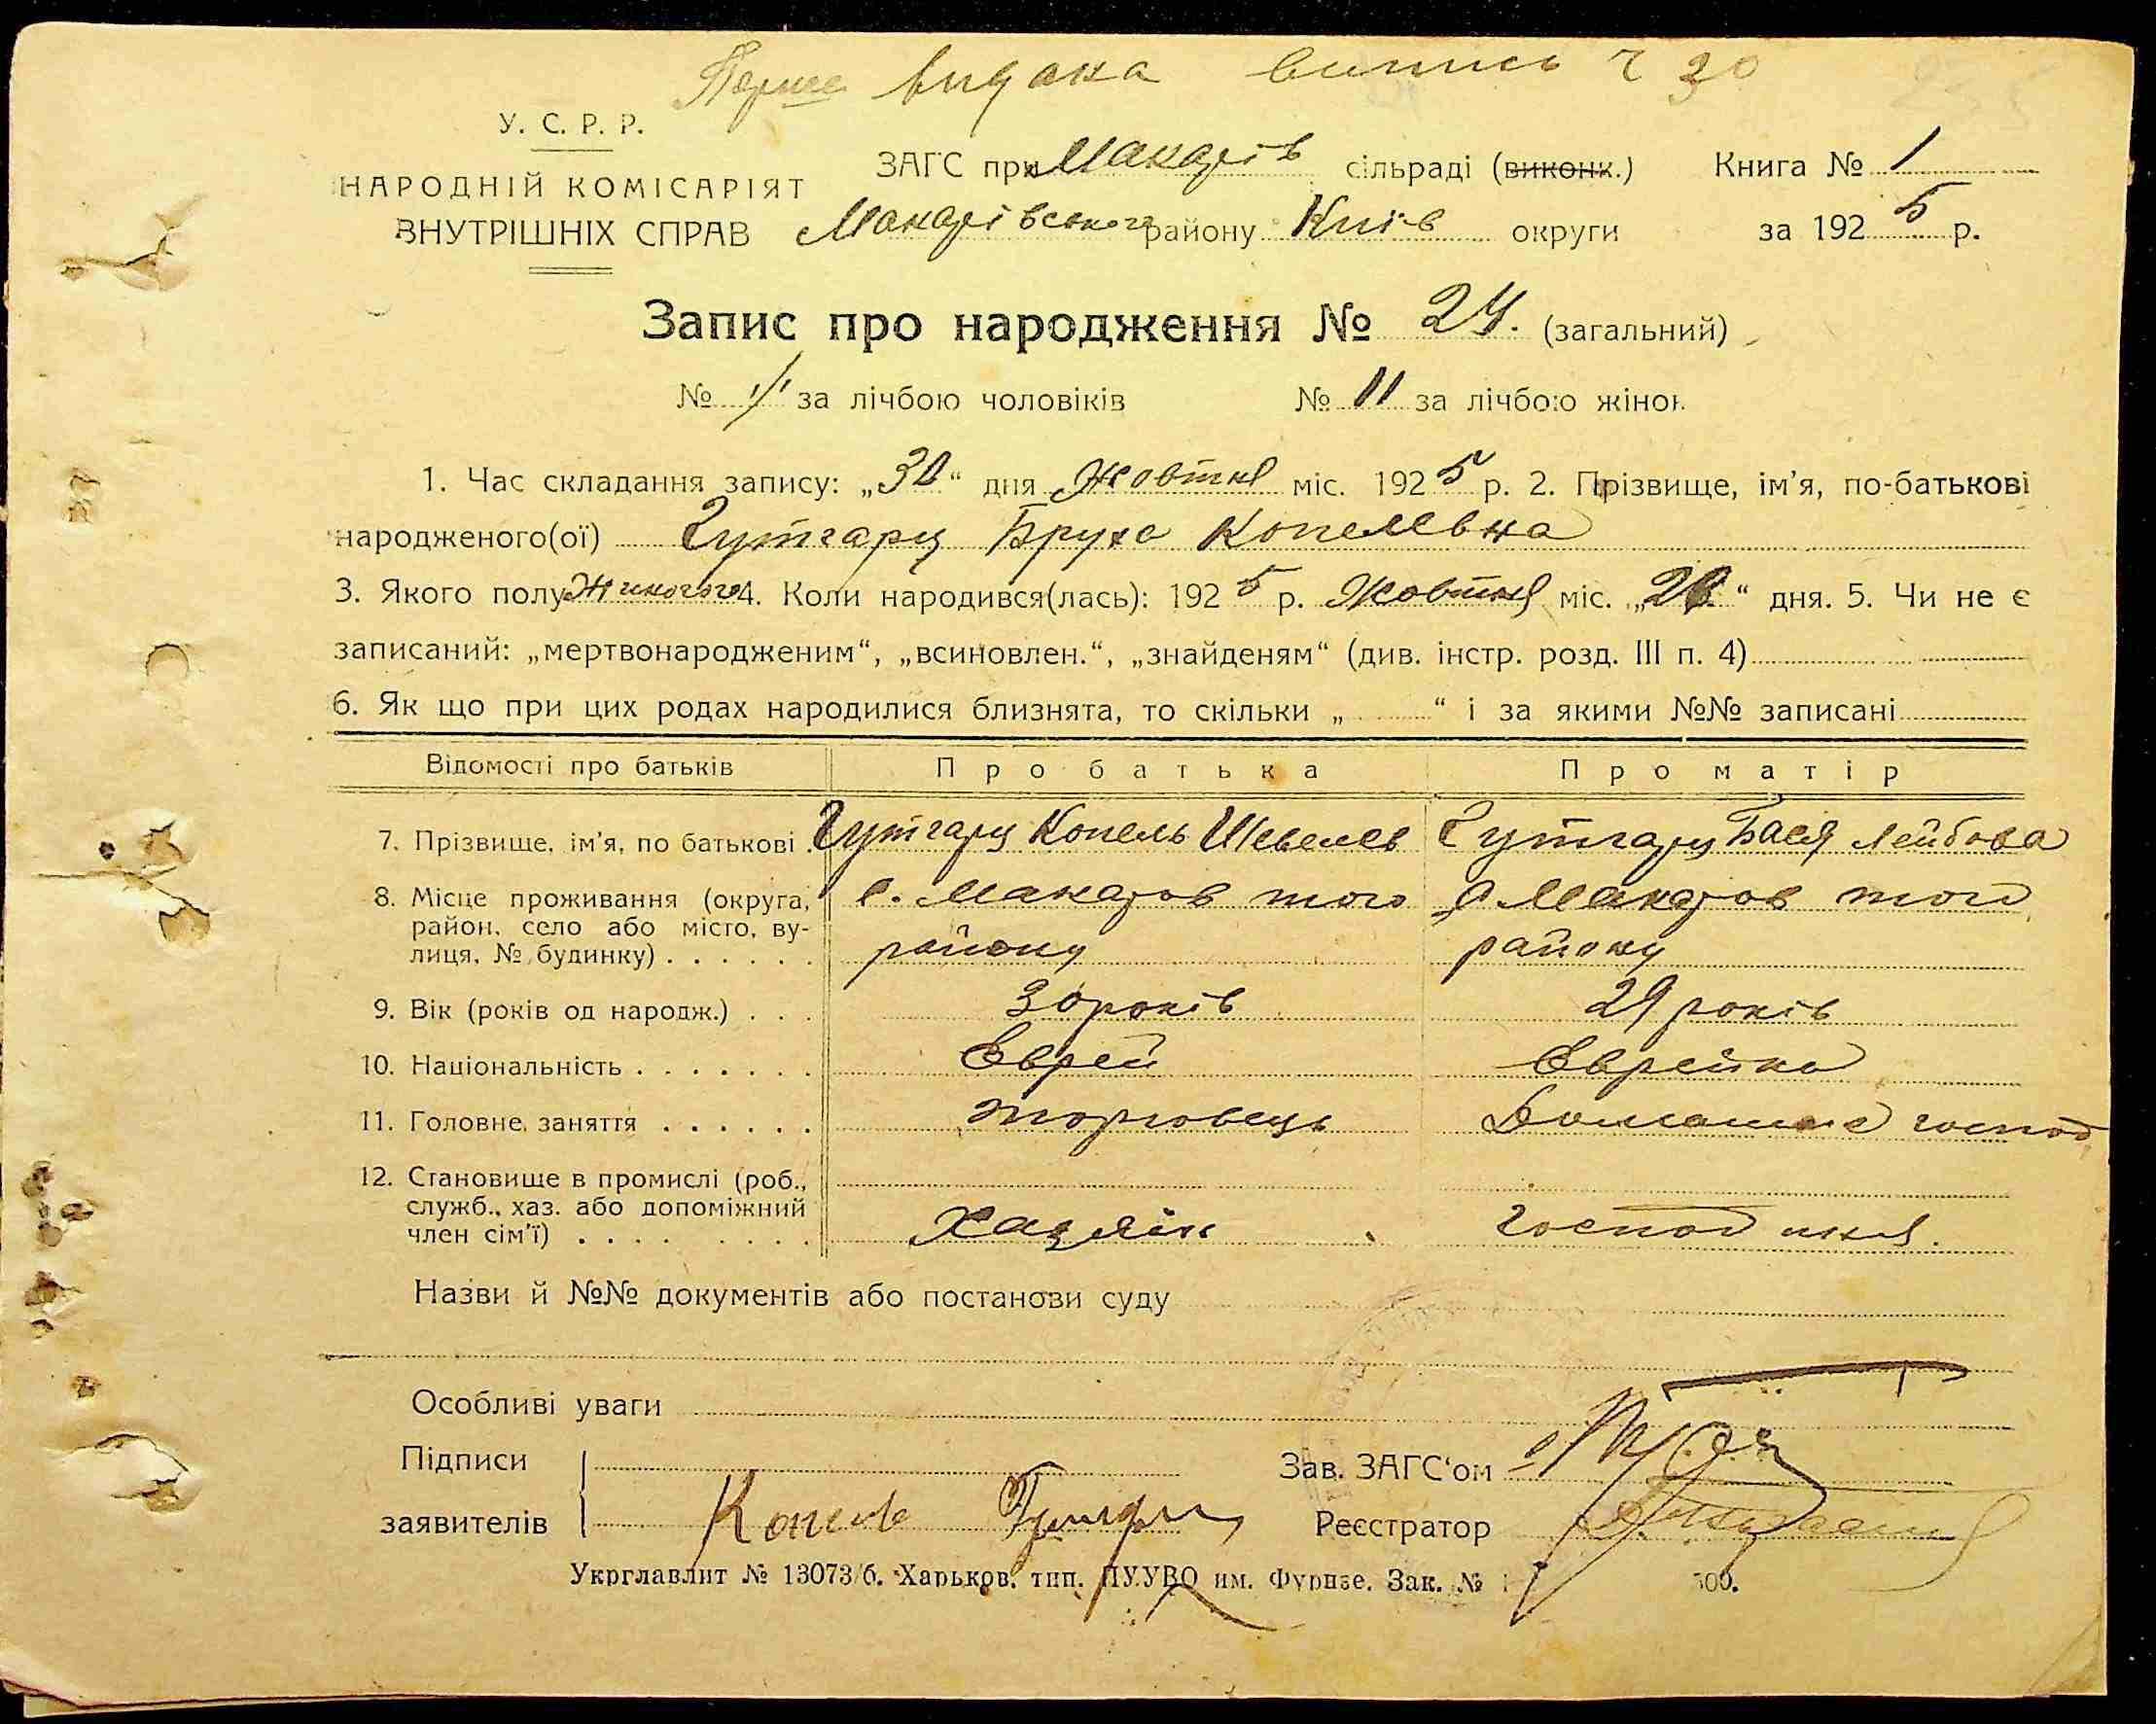 Перше видана випись ч 30
У. С. Р. Р.
НАРОДНІЙ КОМІСАРІЯТ
ВНУТРІШНІХ СПРАВ
ЗАГС при Макарів сільраді (виконк.) Книга № 1
Макарівського району Київ округи за 1925 р.
Запис про народження № 24. (загальний)
№ за лічбою чоловіків № 11 за лічбою жінок
1. Час складання запису: „30“ дня Жовтня міс. 1925 р. 2. Прізвище, ім'я, по-батькові
народженого(ої) Гутгарц Бруха Копелевна
3. Якого полу Жиночого 4. Коли народився(лась): 1925 р. Жовтня міс. „ “ дня. 5. Чи не є
записаний: „мертвонародженим“, „всиновлен.“, „знайденям“ (див. інстр. розд. III п. 4)
6. Як що при цих родах народилися близнята, то скільки „ “ і за якими №№ записані
Відомості про батьків Про батька Про матір
7. Прізвище, ім'я, по батькові Гутгарц Копель Шевелев Гутгарц Бася Лейбова
8. Місце проживання (округа, с. Макаров того с. Макаров того
район, село або місто, ву-
лиця, № будинку) району району
9. Вік (років од народж.) 30 років 29 років
10. Національність Еврей Еврейка
11. Головне заняття торговець Домашне господ
12. Становище в промислі (роб.,
служб., хаз. або допоміжний
член сім'ї) Хазяін господиня.
Назви й №№ документів або постанови суду
Особливі уваги
Підписи Зав. ЗАГС'ом
заявителів Копель Гутгарц Реєстратор
Укрглавлит № 13073/б. Харьков. тип. ПУУВО им. Фрунзе. Зак. № 500.